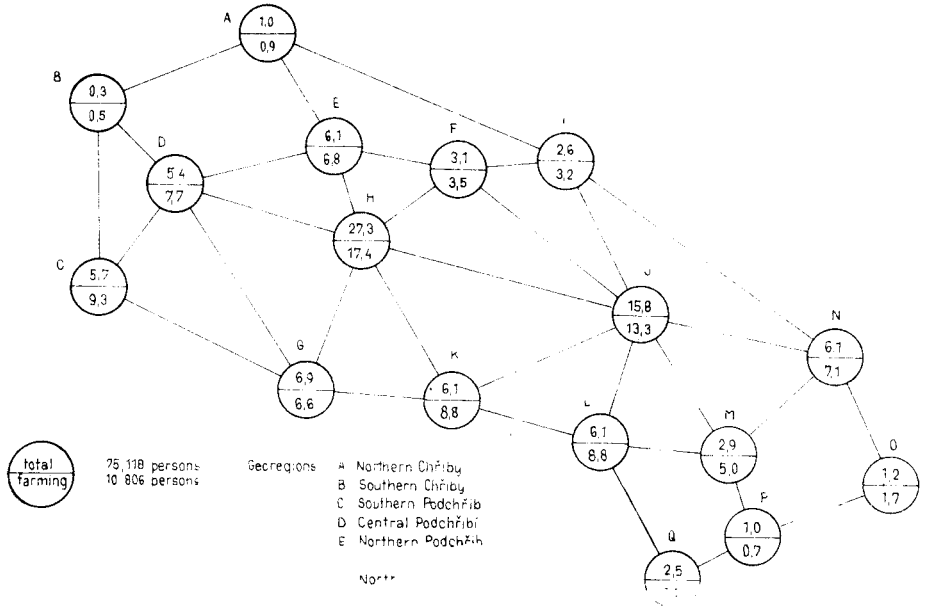 A
1,0
0,9
B
0,3
0,5
E
6,1
6,8
F
3,1
3,5
2,6
3,2
D
5,4
7,7
H
27,3
17,4
C
5,7
9,3
J
15,8
13,3
N
6,1
7,1
G
6,9
6,6
K
6,1
8,8
L
6,1
8,8
M
2,9
5,0
O
1,2
1,7
P
1,0
0,7
Q
2,5
total
farming
75,118 persons
10 806 persons
Georegions
A Northern Chřiby
B Southern Chřiby
C Southern Podchřib
D Central Podchřibí
E Northern Podchřib